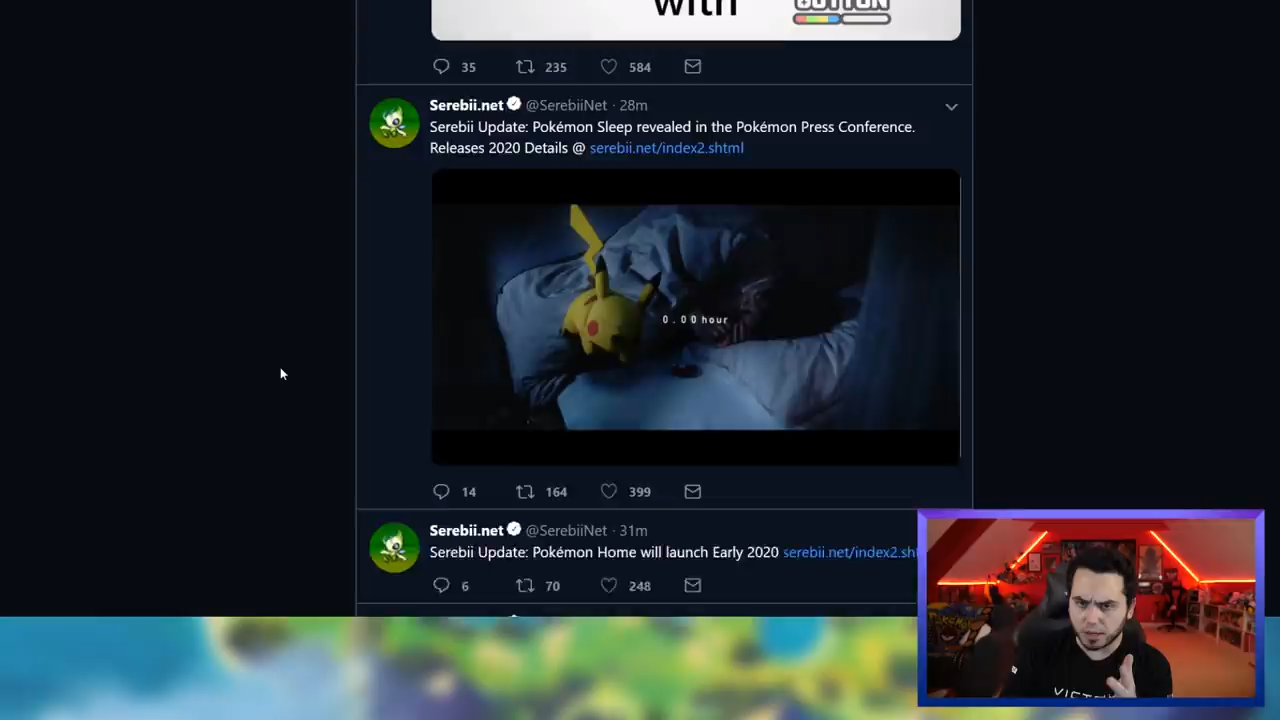 with
BUTTON
35 235 584
Serebii.net @SerebiiNet · 28m
Serebii Update: Pokémon Sleep revealed in the Pokémon Press Conference.
Releases 2020 Details @ serebii.net/index2.shtml
0.00 hour
14 164 399
Serebii.net @SerebiiNet · 31m
Serebii Update: Pokémon Home will launch Early 2020 serebii.net/index2.sht
6 70 248